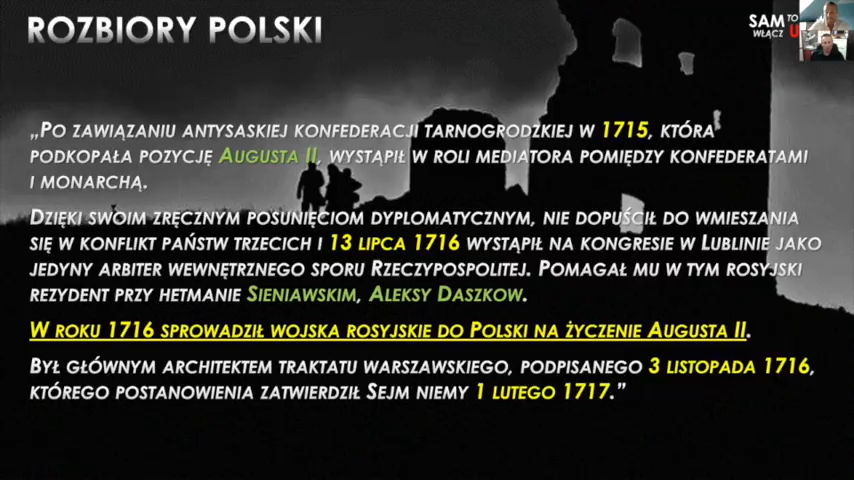 ROZBIORY POLSKI
SAM TO
WŁĄCZ U
„PO ZAWIĄZANIU ANTYSASKIEJ KONFEDERACJI TARNOGRODZKIEJ W 1715, KTÓRA
PODKOPAŁA POZYCJĘ AUGUSTA II, WYSTĄPIŁ W ROLI MEDIATORA POMIĘDZY KONFEDERATAMI
I MONARCHĄ.
DZIĘKI SWOIM ZRĘCZNYM POSUNIĘCIOM DYPLOMATYCZNYM, NIE DOPUŚCIŁ DO WMIESZANIA
SIĘ W KONFLIKT PAŃSTW TRZECICH I 13 LIPCA 1716 WYSTĄPIŁ NA KONGRESIE W LUBLINIE JAKO
JEDYNY ARBITER WEWNĘTRZNEGO SPORU RZECZYPOSPOLITEJ. POMAGAŁ MU W TYM ROSYJSKI
REZYDENT PRZY HETMANIE SIENIAWSKIM, ALEKSY DASZKOW.
W ROKU 1716 SPROWADZIŁ WOJSKA ROSYJSKIE DO POLSKI NA ŻYCZENIE AUGUSTA II.
BYŁ GŁÓWNYM ARCHITEKTEM TRAKTATU WARSZAWSKIEGO, PODPISANEGO 3 LISTOPADA 1716,
KTÓREGO POSTANOWIENIA ZATWIERDZIŁ SEJM NIEMY 1 LUTEGO 1717.”